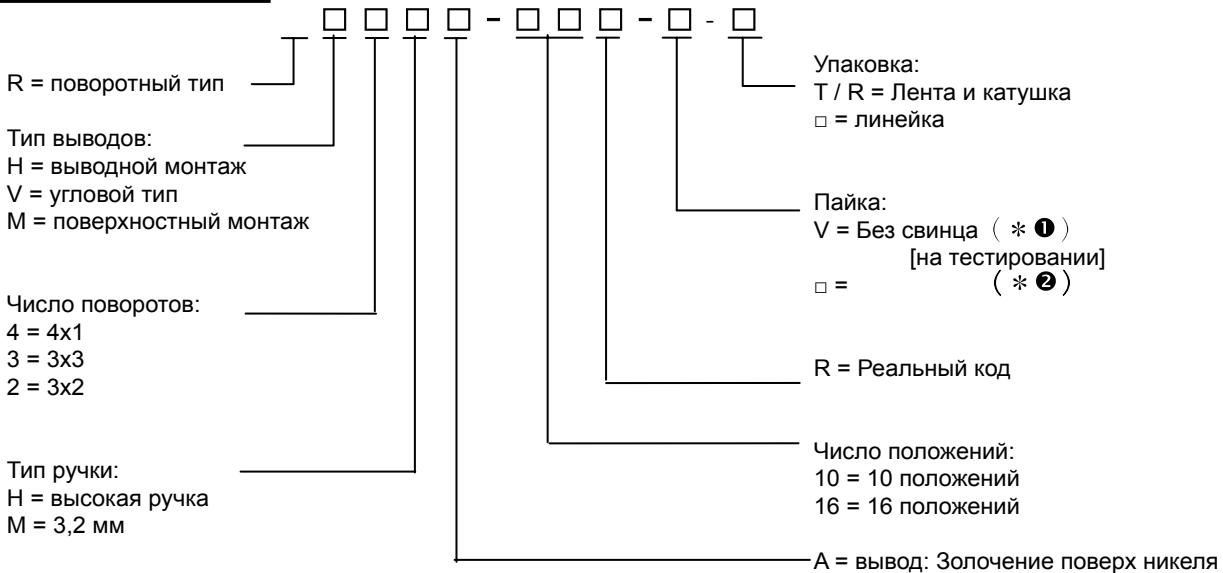 □ □ □ □ - □ □ □ - □ - □
R = поворотный тип
Тип выводов:
H = выводной монтаж
V = угловой тип
M = поверхностный монтаж
Число поворотов:
4 = 4x1
3 = 3x3
2 = 3x2
Тип ручки:
H = высокая ручка
M = 3,2 мм
Упаковка:
T / R = Лента и катушка
□ = линейка
Пайка:
V = Без свинца ( * ❶ )
[на тестировании]
□ = ( * ❷ )
R = Реальный код
Число положений:
10 = 10 положений
16 = 16 положений
A = вывод: Золочение поверх никеля